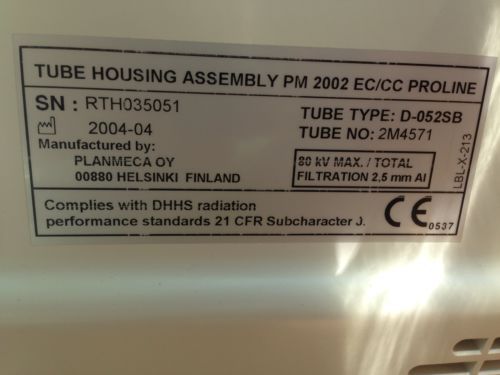 TUBE HOUSING ASSEMBLY PM 2002 EC/CC PROLINE
SN : RTH035051
2004-04
Manufactured by:
PLANMECA OY
00880 HELSINKI FINLAND
TUBE TYPE: D-052SB
TUBE NO: 2M4571
80 kV MAX. / TOTAL
FILTRATION 2,5 mm Al
LBL-X-213
Complies with DHHS radiation
performance standards 21 CFR Subcharacter J.
CE 0537